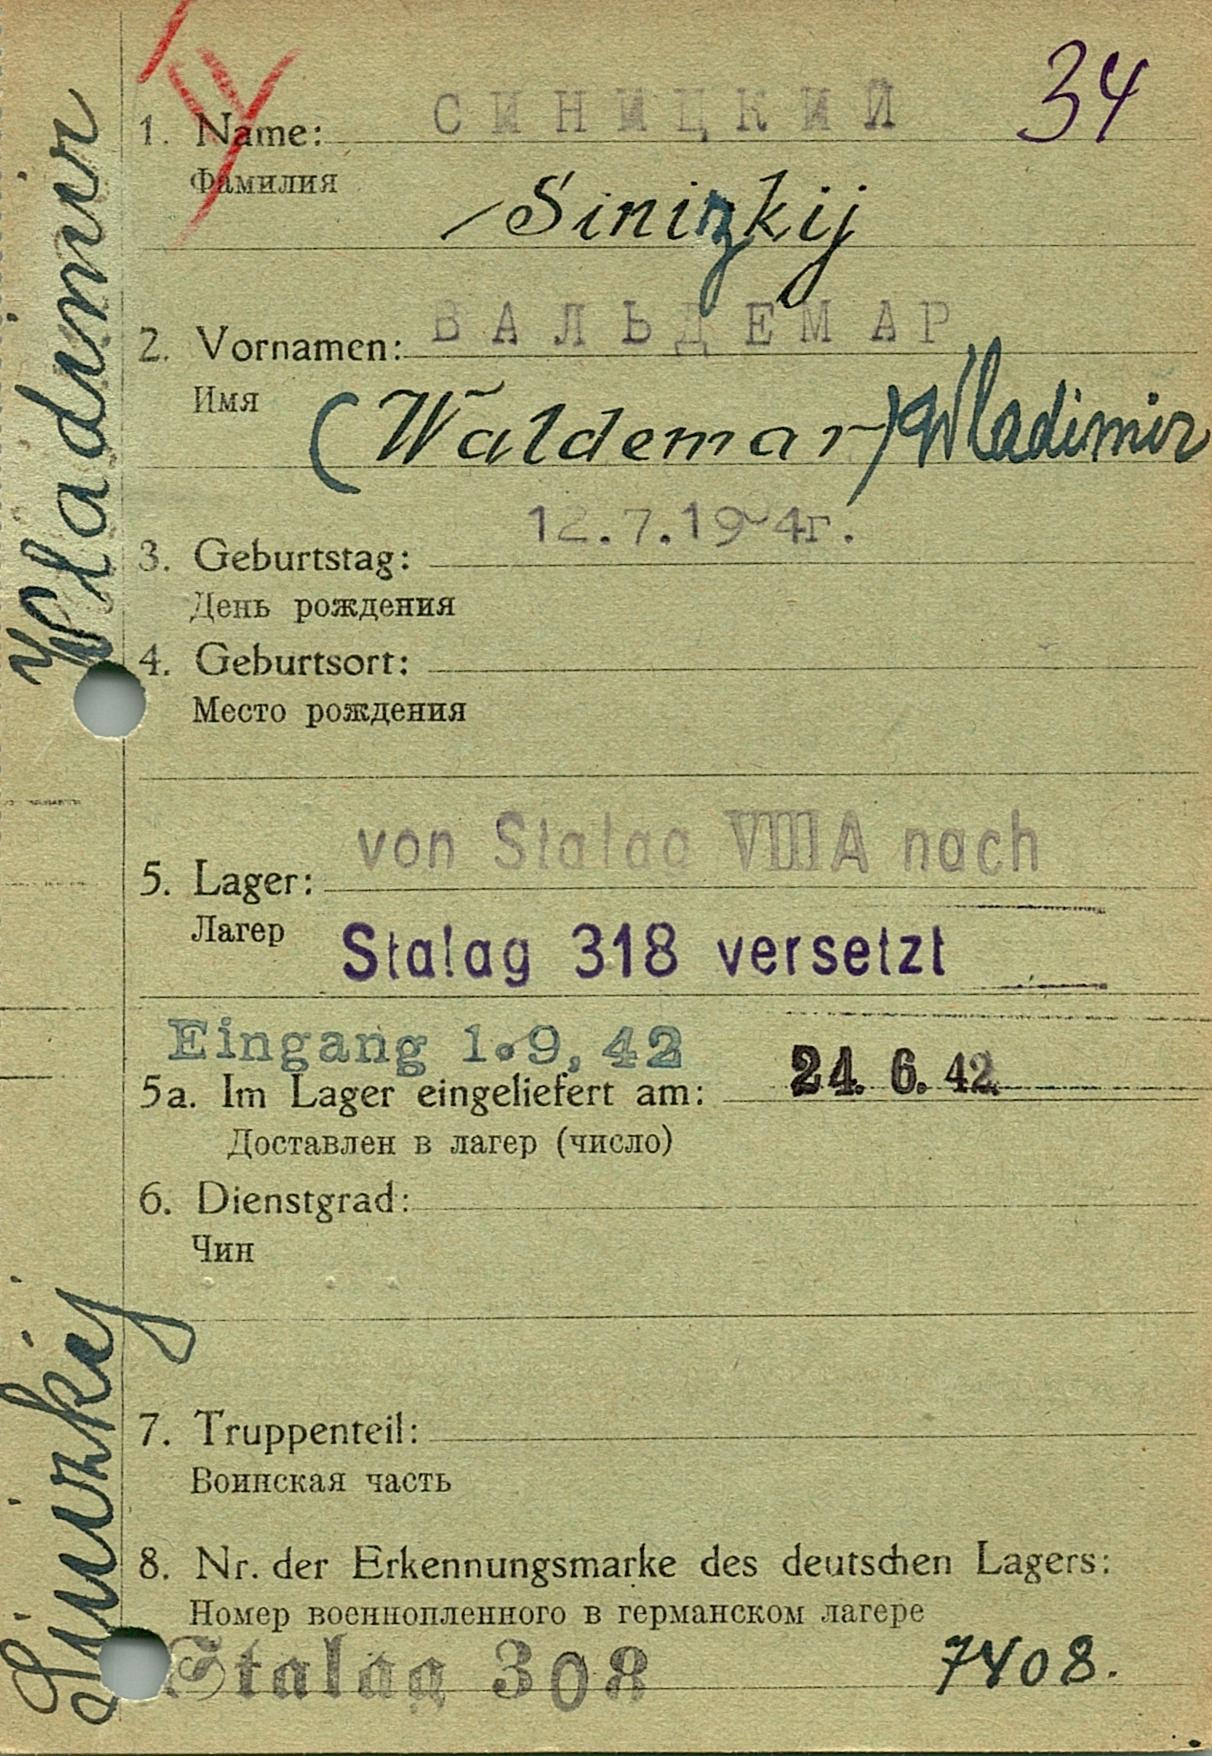 34
1. Name: СИНИЦКИЙ
Фамилия
Sinizkij
2. Vornamen: ВАЛЬДЕМАР
Имя
(Waldemar) Wladimir
12.7.1904г.
3. Geburtstag:
День рождения
4. Geburtsort:
Место рождения
von Stalag VIII A nach
5. Lager:
Лагер
Stalag 318 versetzt
Eingang 1.9,42
5a. Im Lager eingeliefert am: 24. 6. 42
Доставлен в лагер (число)
6. Dienstgrad:
Чин
7. Truppenteil:
Воинская часть
8. Nr. der Erkennungsmarke des deutschen Lagers:
Номер военнопленного в германском лагере
Stalag 308 7408.
Sinizkij Wladimir